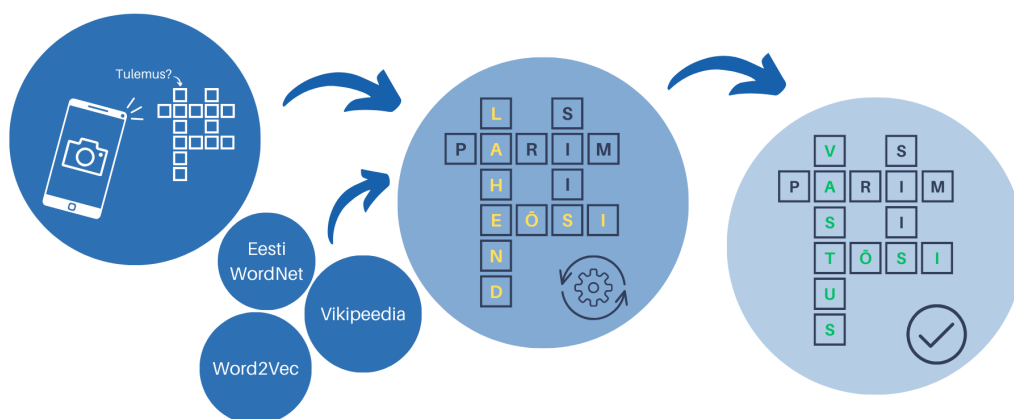 Tulemus?
Eesti
WordNet
Vikipeedia
Word2Vec
L S
P A R I M
H I
E Õ S I
N
D
V S
P A R I M
S I
T Õ S I
U
S